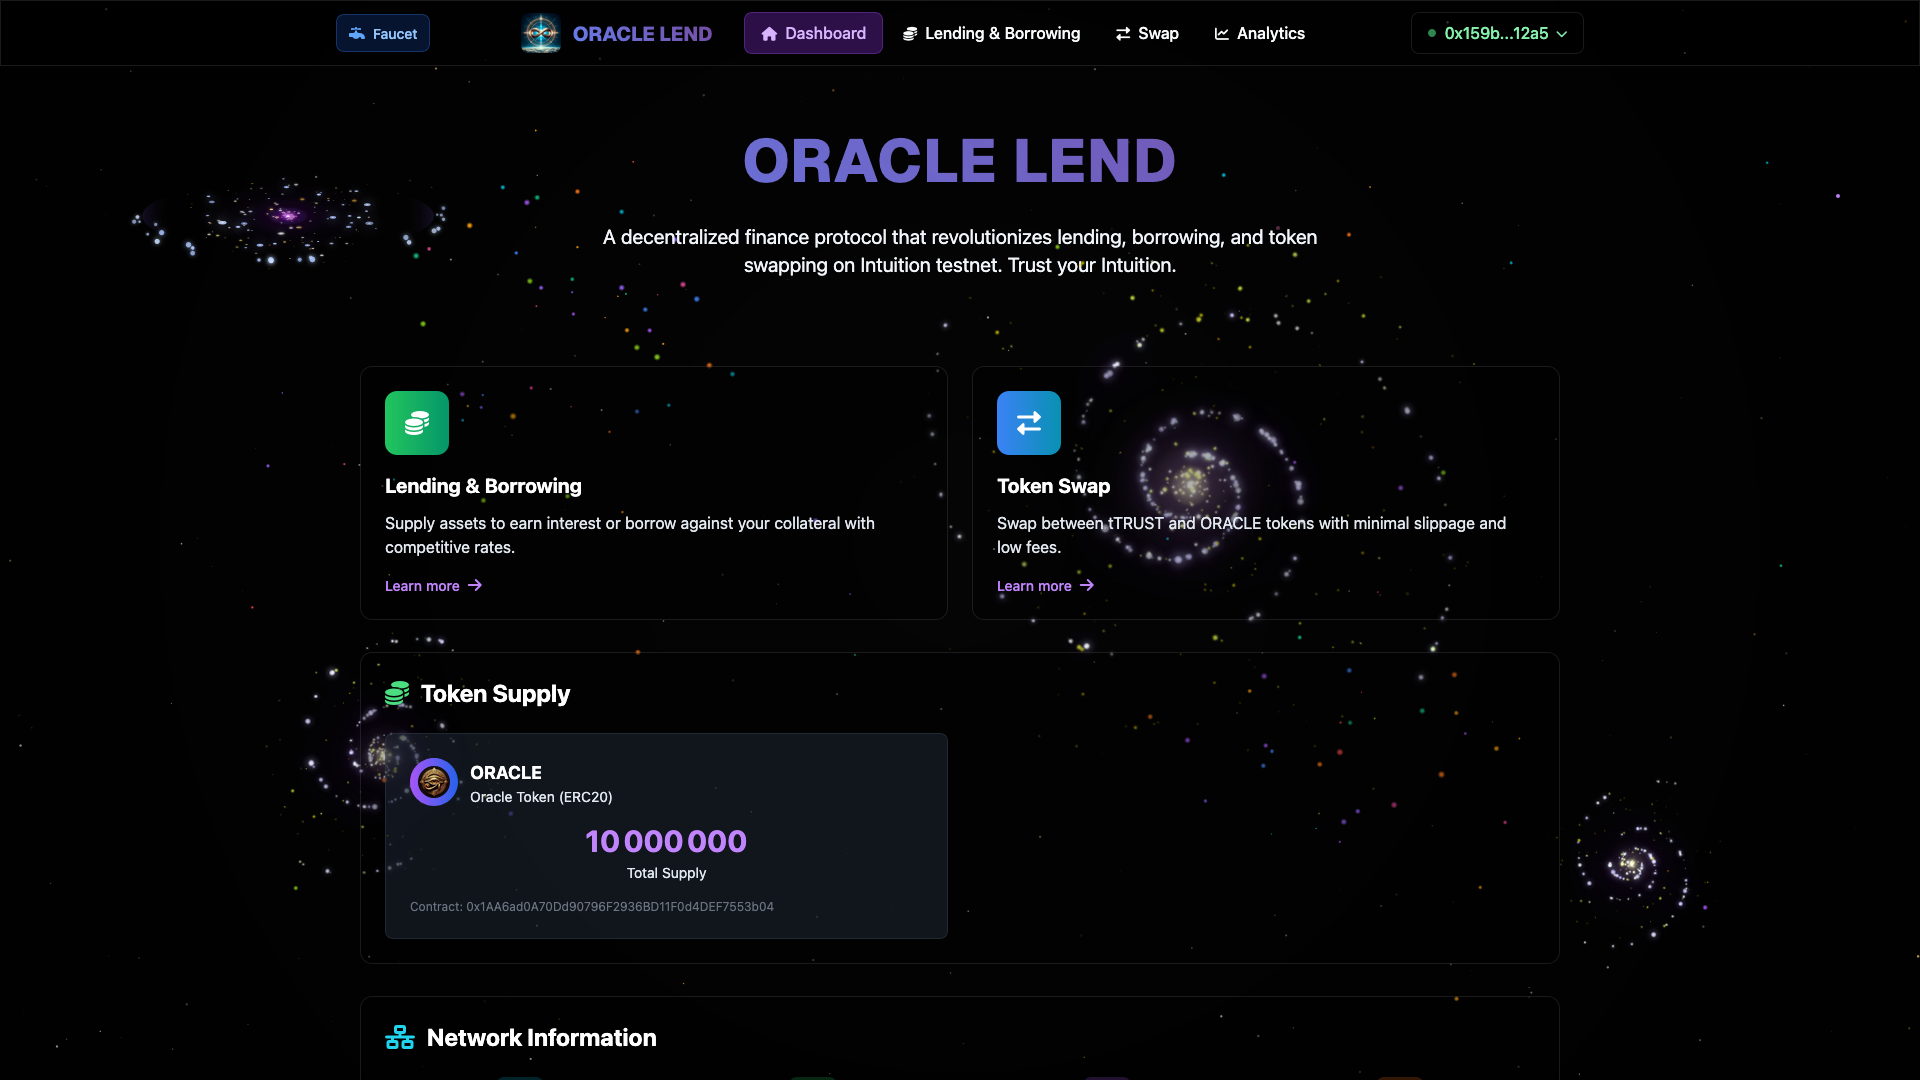 Faucet
ORACLE LEND
Dashboard
Lending & Borrowing
Swap
Analytics
0x159b...12a5
ORACLE LEND
A decentralized finance protocol that revolutionizes lending, borrowing, and token
swapping on Intuition testnet. Trust your Intuition.
Lending & Borrowing
Supply assets to earn interest or borrow against your collateral with
competitive rates.
Learn more
Token Swap
Swap between tTRUST and ORACLE tokens with minimal slippage and
low fees.
Learn more
Token Supply
ORACLE
Oracle Token (ERC20)
10 000 000
Total Supply
Contract: 0x1AA6ad0A70Dd90796F2936BD11F0d4DEF7553b04
Network Information